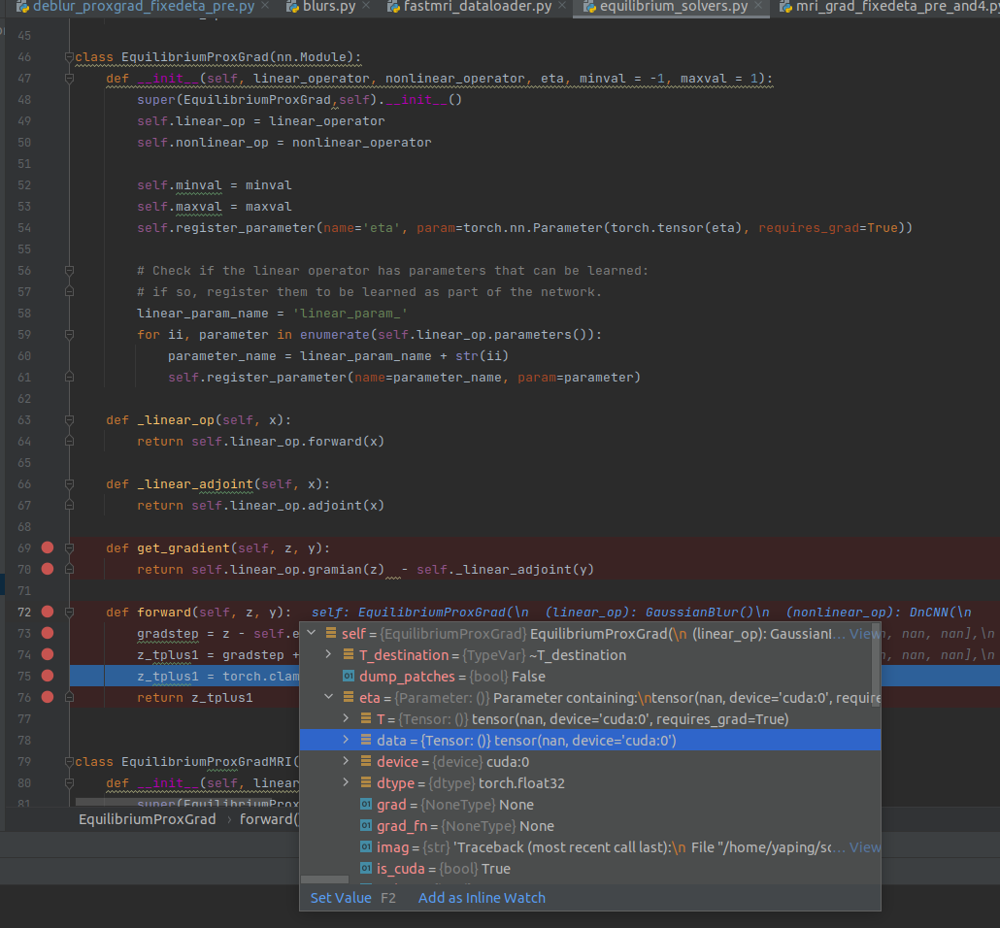 deblur_proxgrad_fixedeta_pre.py × blurs.py × fastmri_dataloader.py × equilibrium_solvers.py × mri_grad_fixedeta_pre_and4.py
45
46 class EquilibriumProxGrad(nn.Module):
47 def __init__(self, linear_operator, nonlinear_operator, eta, minval = -1, maxval = 1):
48 super(EquilibriumProxGrad,self).__init__()
49 self.linear_op = linear_operator
50 self.nonlinear_op = nonlinear_operator
51
52 self.minval = minval
53 self.maxval = maxval
54 self.register_parameter(name='eta', param=torch.nn.Parameter(torch.tensor(eta), requires_grad=True))
55
56 # Check if the linear operator has parameters that can be learned:
57 # if so, register them to be learned as part of the network.
58 linear_param_name = 'linear_param_'
59 for ii, parameter in enumerate(self.linear_op.parameters()):
60 parameter_name = linear_param_name + str(ii)
61 self.register_parameter(name=parameter_name, param=parameter)
62
63 def _linear_op(self, x):
64 return self.linear_op.forward(x)
65
66 def _linear_adjoint(self, x):
67 return self.linear_op.adjoint(x)
68
69 def get_gradient(self, z, y):
70 return self.linear_op.gramian(z)  - self._linear_adjoint(y)
71
72 def forward(self, z, y): self: EquilibriumProxGrad(\n  (linear_op): GaussianBlur()\n  (nonlinear_op): DnCNN(\n
73 gradstep = z - self.e
self = {EquilibriumProxGrad} EquilibriumProxGrad(\n (linear_op): Gaussian… View n, nan, nan],\n
74 z_tplus1 = gradstep +
T_destination = {TypeVar} ~T_destination n, nan, nan],\n
75 z_tplus1 = torch.clam
dump_patches = {bool} False
76 return z_tplus1
eta = {Parameter: ()} Parameter containing:\ntensor(nan, device='cuda:0', require
77
T = {Tensor: ()} tensor(nan, device='cuda:0', requires_grad=True)
78
data = {Tensor: ()} tensor(nan, device='cuda:0')
79 class EquilibriumProxGradMRI(
device = {device} cuda:0
80 def __init__(self, linear
dtype = {dtype} torch.float32
81 super(EquilibriumProx
grad = {NoneType} None
EquilibriumProxGrad › forward()
grad_fn = {NoneType} None
imag = {str} 'Traceback (most recent call last):\n File "/home/yaping/sc… View
is_cuda = {bool} True
Set Value F2 Add as Inline Watch